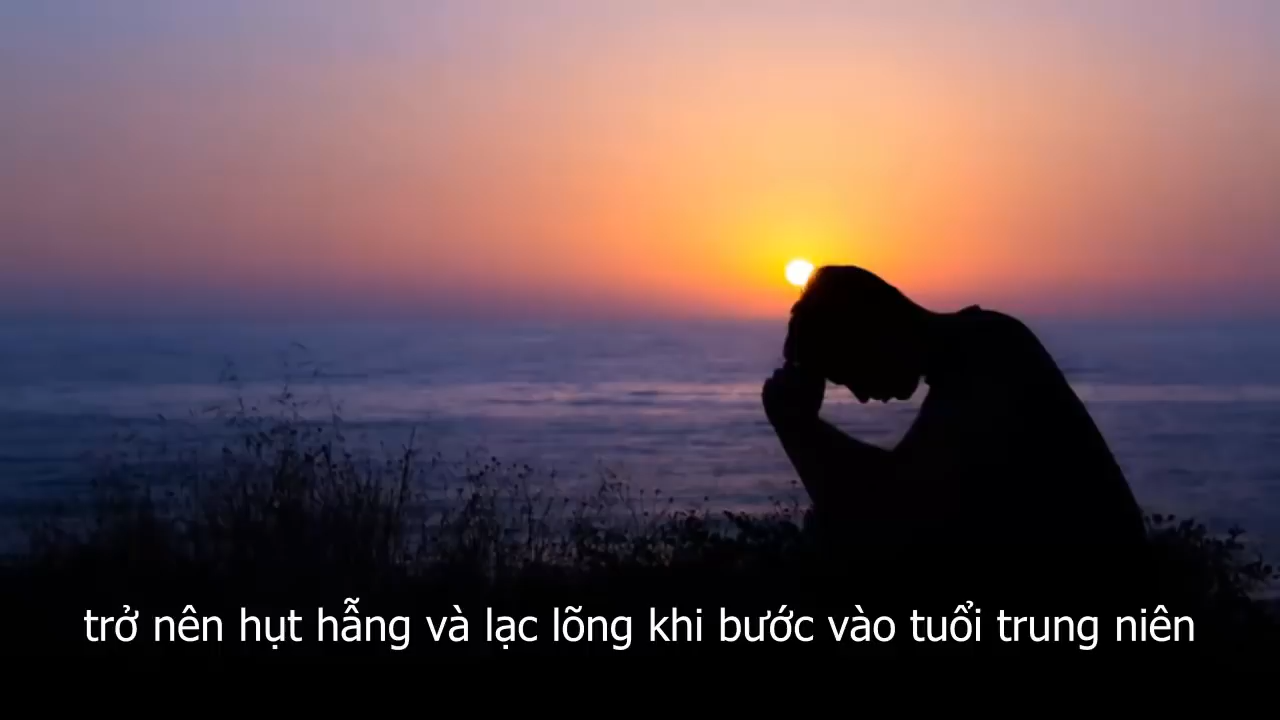 trở nên hụt hẫng và lạc lõng khi bước vào tuổi trung niên